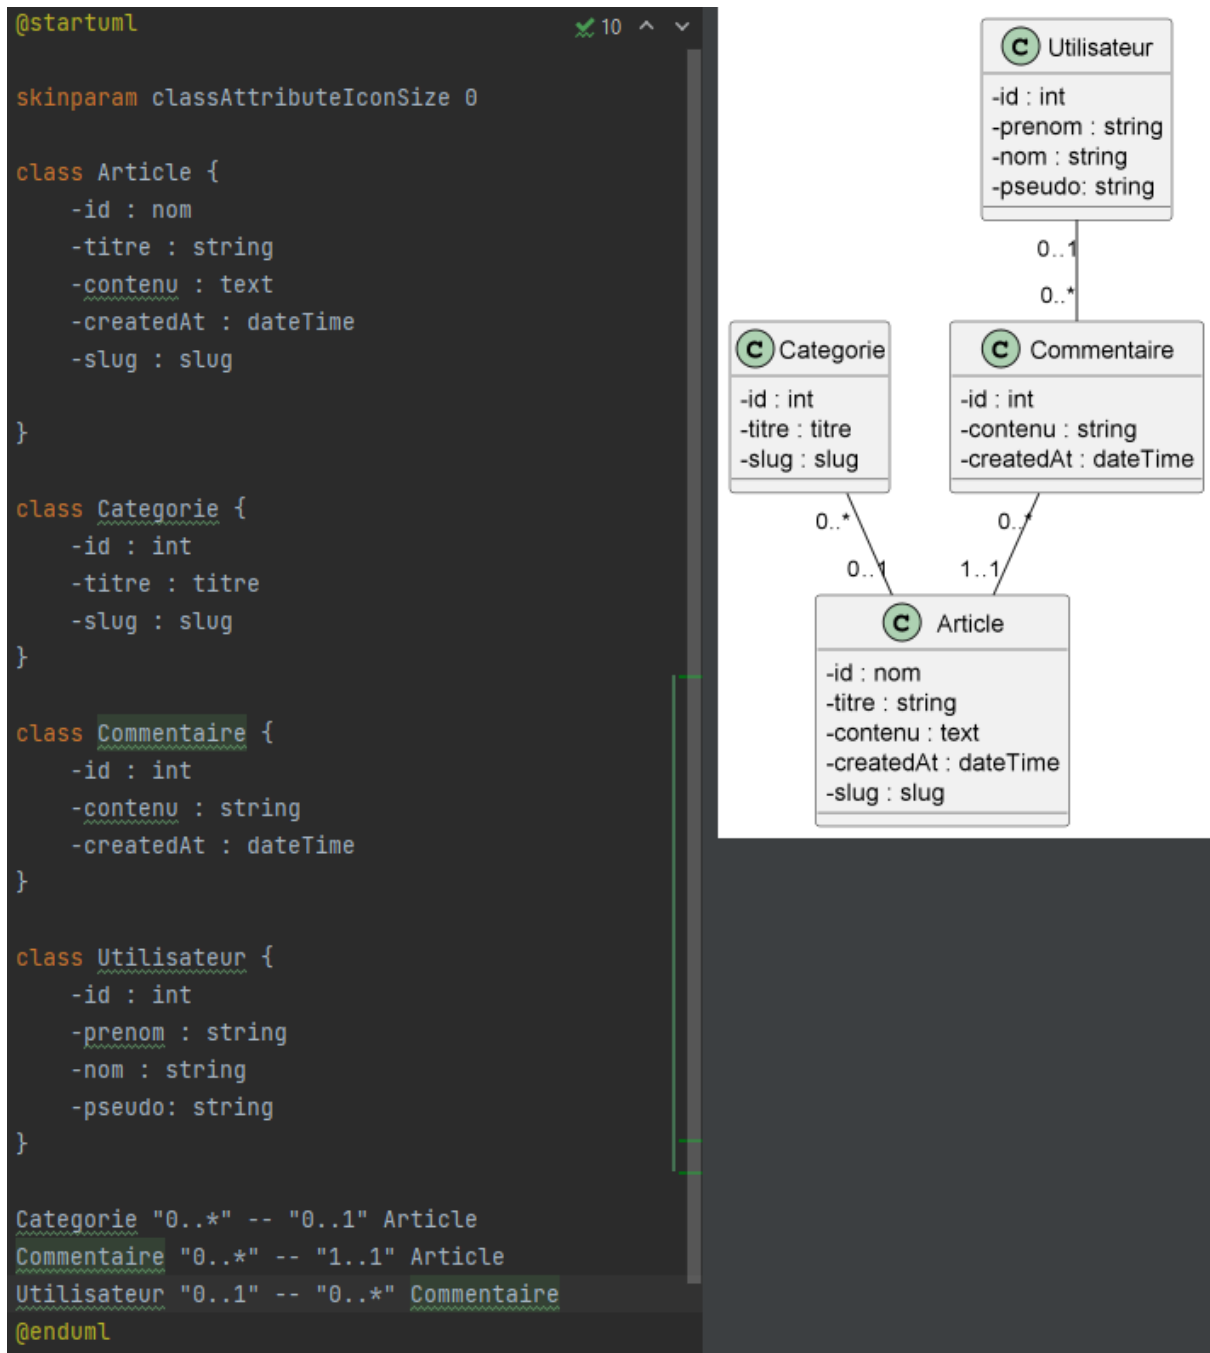 @startuml
10
skinparam classAttributeIconSize 0
class Article {
-id : nom
-titre : string
-contenu : text
-createdAt : dateTime
-slug : slug
}
class Categorie {
-id : int
-titre : titre
-slug : slug
}
class Commentaire {
-id : int
-contenu : string
-createdAt : dateTime
}
class Utilisateur {
-id : int
-prenom : string
-nom : string
-pseudo: string
}
Categorie "0..*" -- "0..1" Article
Commentaire "0..*" -- "1..1" Article
Utilisateur "0..1" -- "0..*" Commentaire
@enduml
C Utilisateur
-id : int
-prenom : string
-nom : string
-pseudo: string
0..1
0..*
C Categorie
-id : int
-titre : titre
-slug : slug
C Commentaire
-id : int
-contenu : string
-createdAt : dateTime
0..*
0..*
0..1
1..1
C Article
-id : nom
-titre : string
-contenu : text
-createdAt : dateTime
-slug : slug